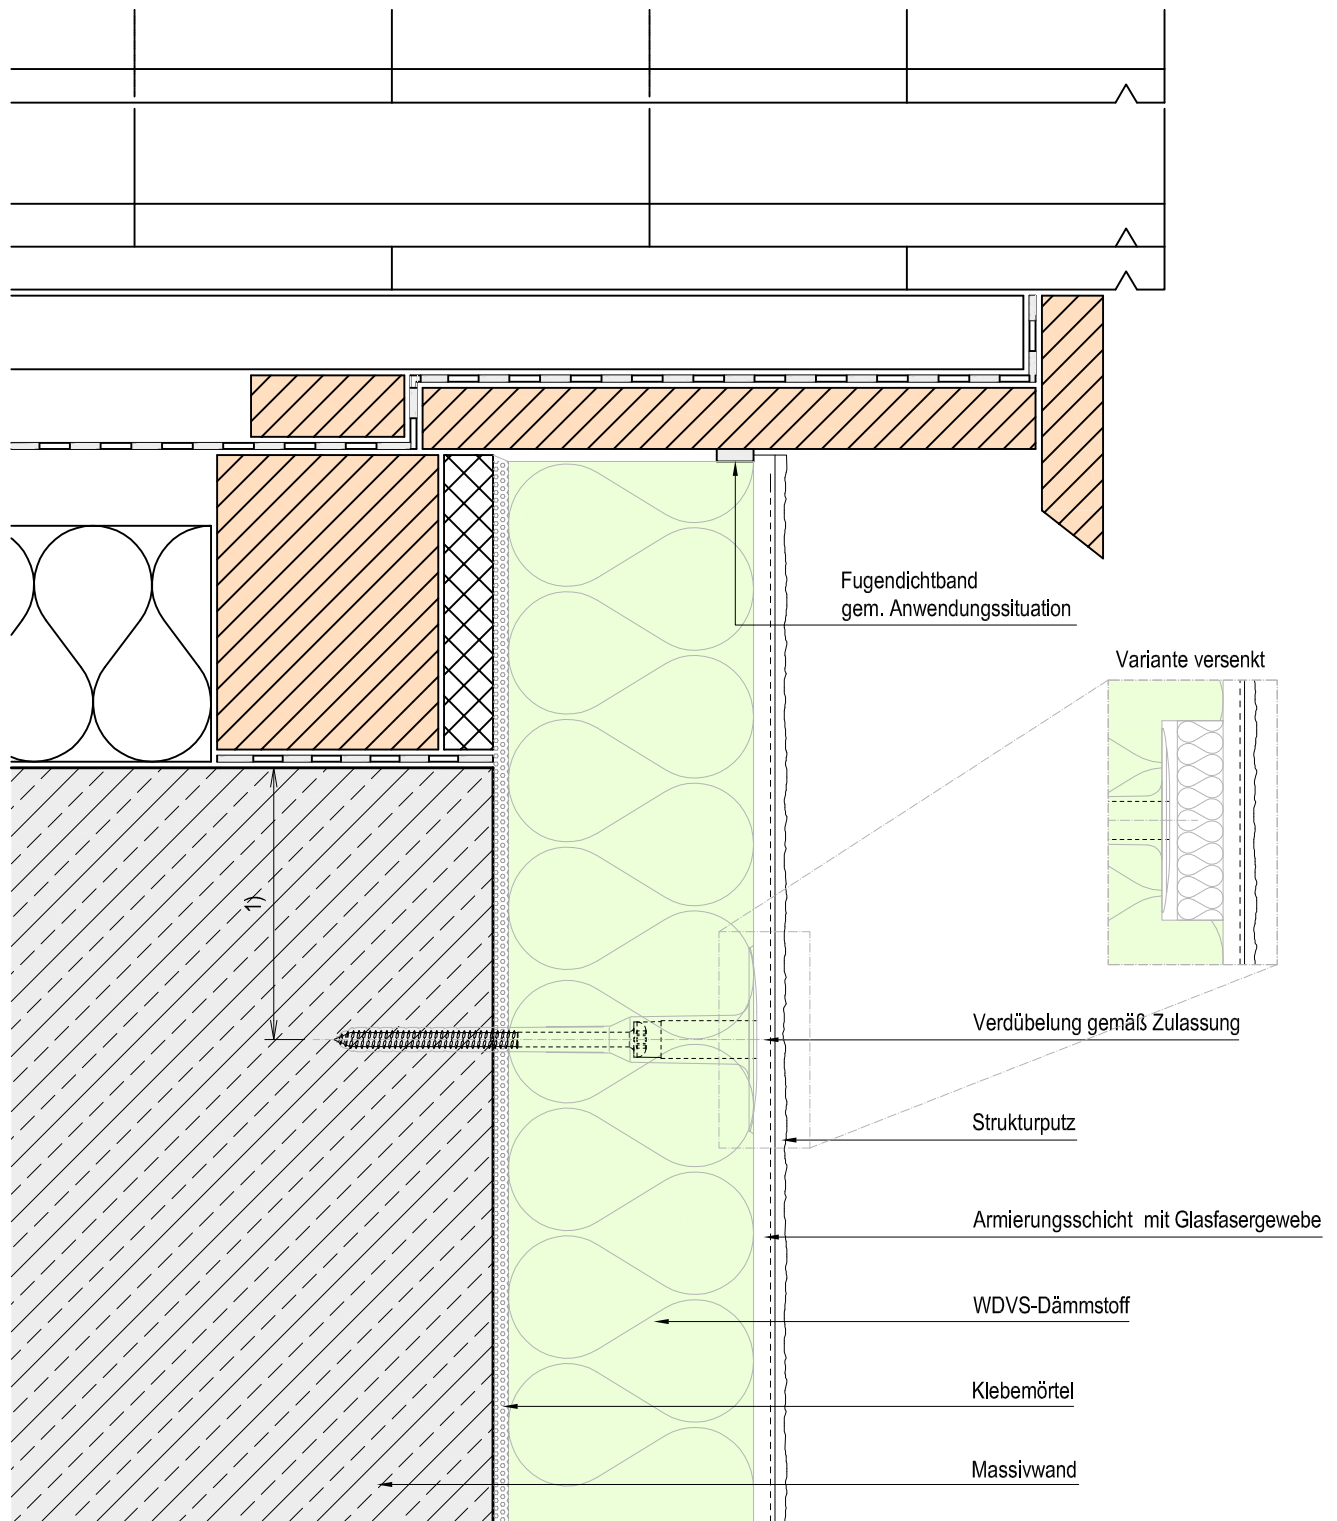 Fugendichtband
gem. Anwendungssituation
Variante versenkt
1)
Verdübelung gemäß Zulassung
Strukturputz
Armierungsschicht mit Glasfasergewebe
WDVS-Dämmstoff
Klebemörtel
Massivwand